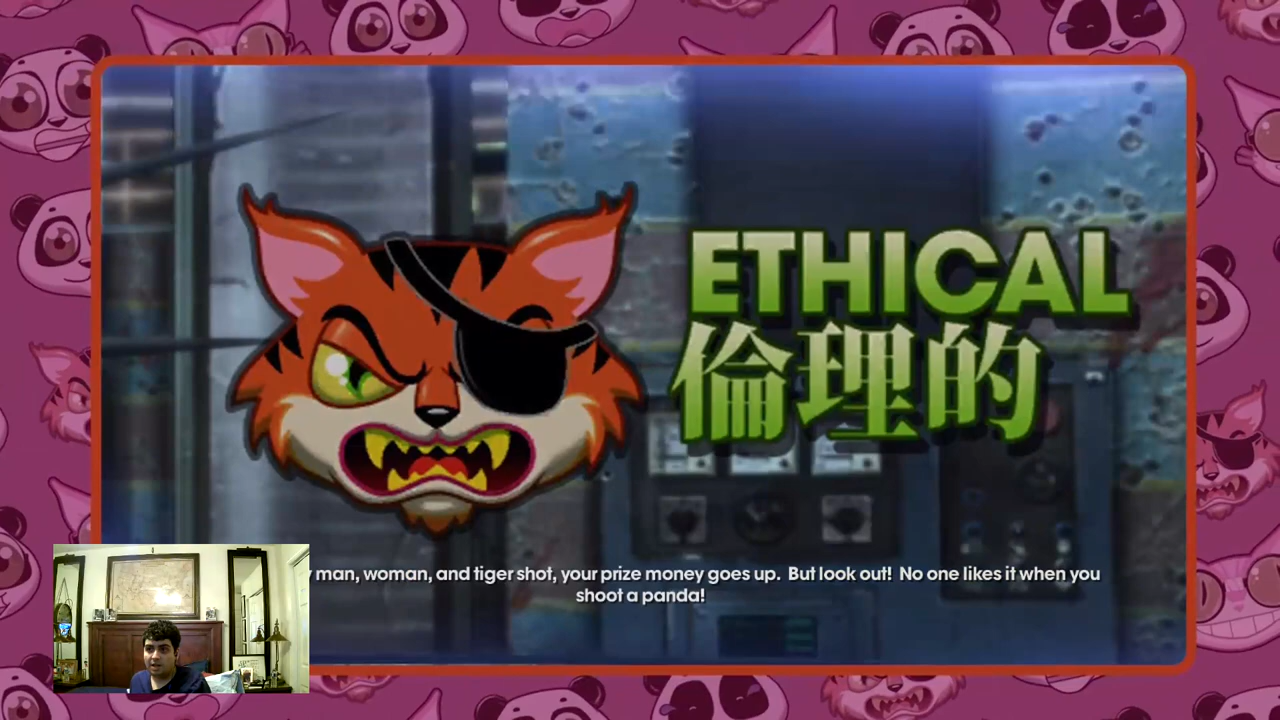 ETHICAL
倫理的
man, woman, and tiger shot, your prize money goes up. But look out! No one likes it when you
shoot a panda!